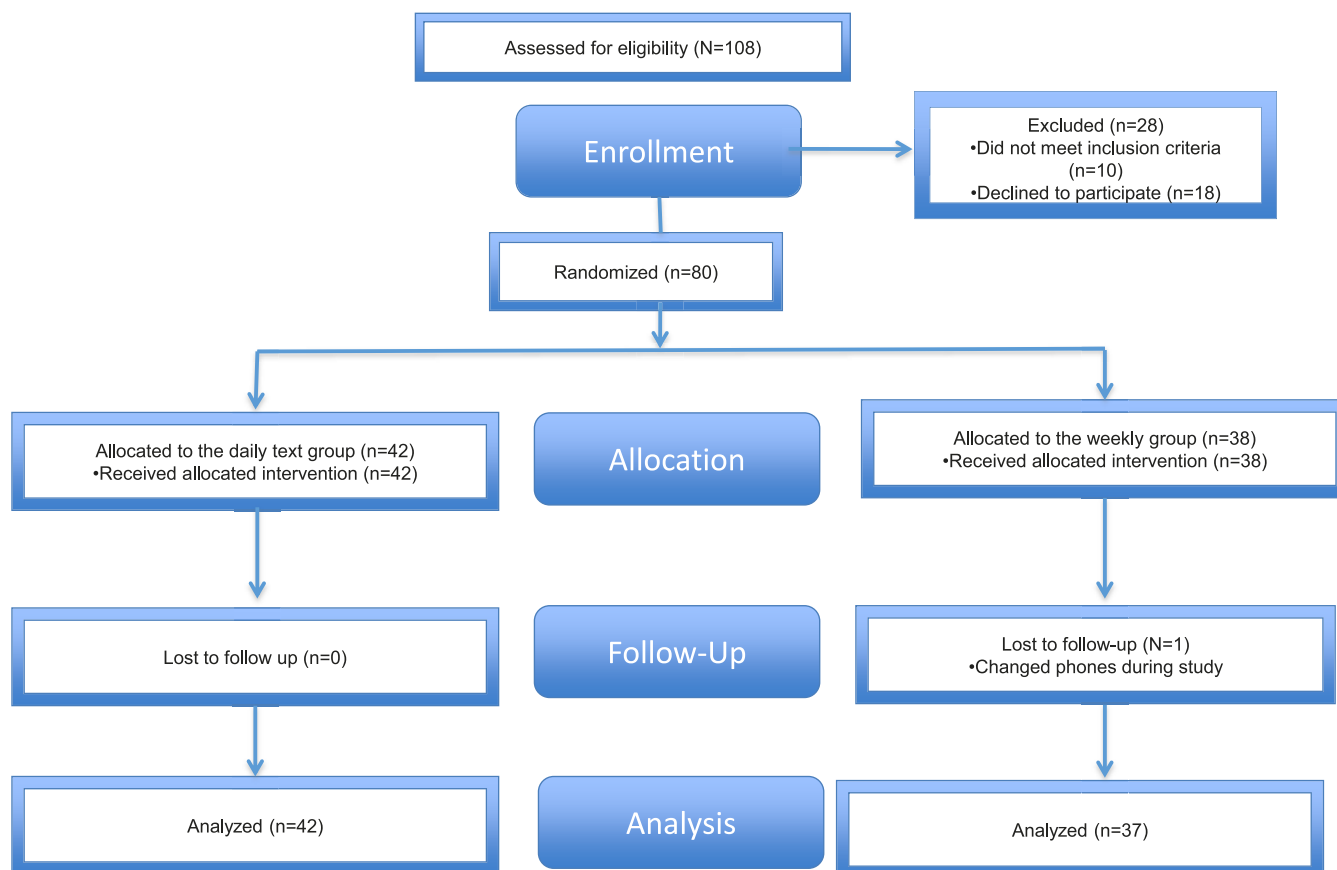 Assessed for eligibility (N=108)
Enrollment
Excluded (n=28)
•Did not meet inclusion criteria
(n=10)
•Declined to participate (n=18)
Randomized (n=80)
Allocated to the daily text group (n=42)
•Received allocated intervention (n=42)
Allocation
Allocated to the weekly group (n=38)
•Received allocated intervention (n=38)
Lost to follow up (n=0)
Follow-Up
Lost to follow-up (N=1)
•Changed phones during study
Analyzed (n=42)
Analysis
Analyzed (n=37)